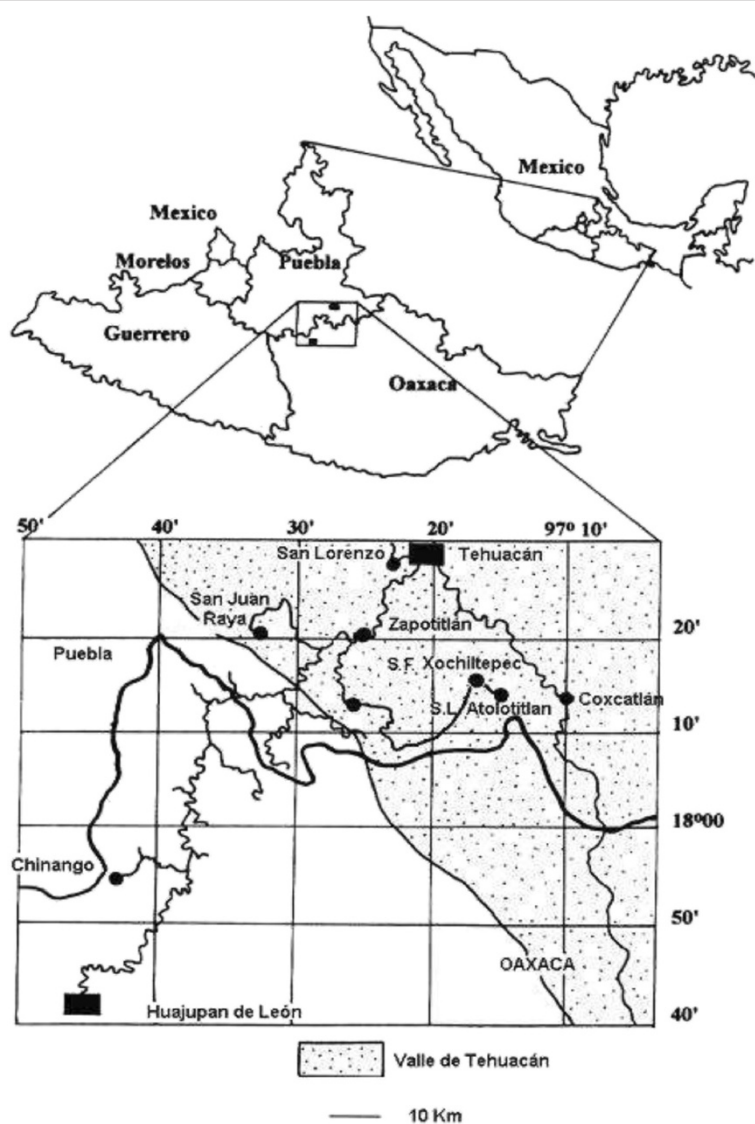 Mexico
Mexico
Morelos
Puebla
Guerrero
Oaxaca
50'
40'
30'
20'
97º 10'
San Lorenzo
Tehuacán
San Juan
Raya
Zapotitlán
20'
Puebla
S.F. Xochiltepec
Coxcatlán
S.L. Atolotitlan
10'
18º00
Chinango
50'
OAXACA
Huajupan de León
40'
Valle de Tehuacán
10 Km